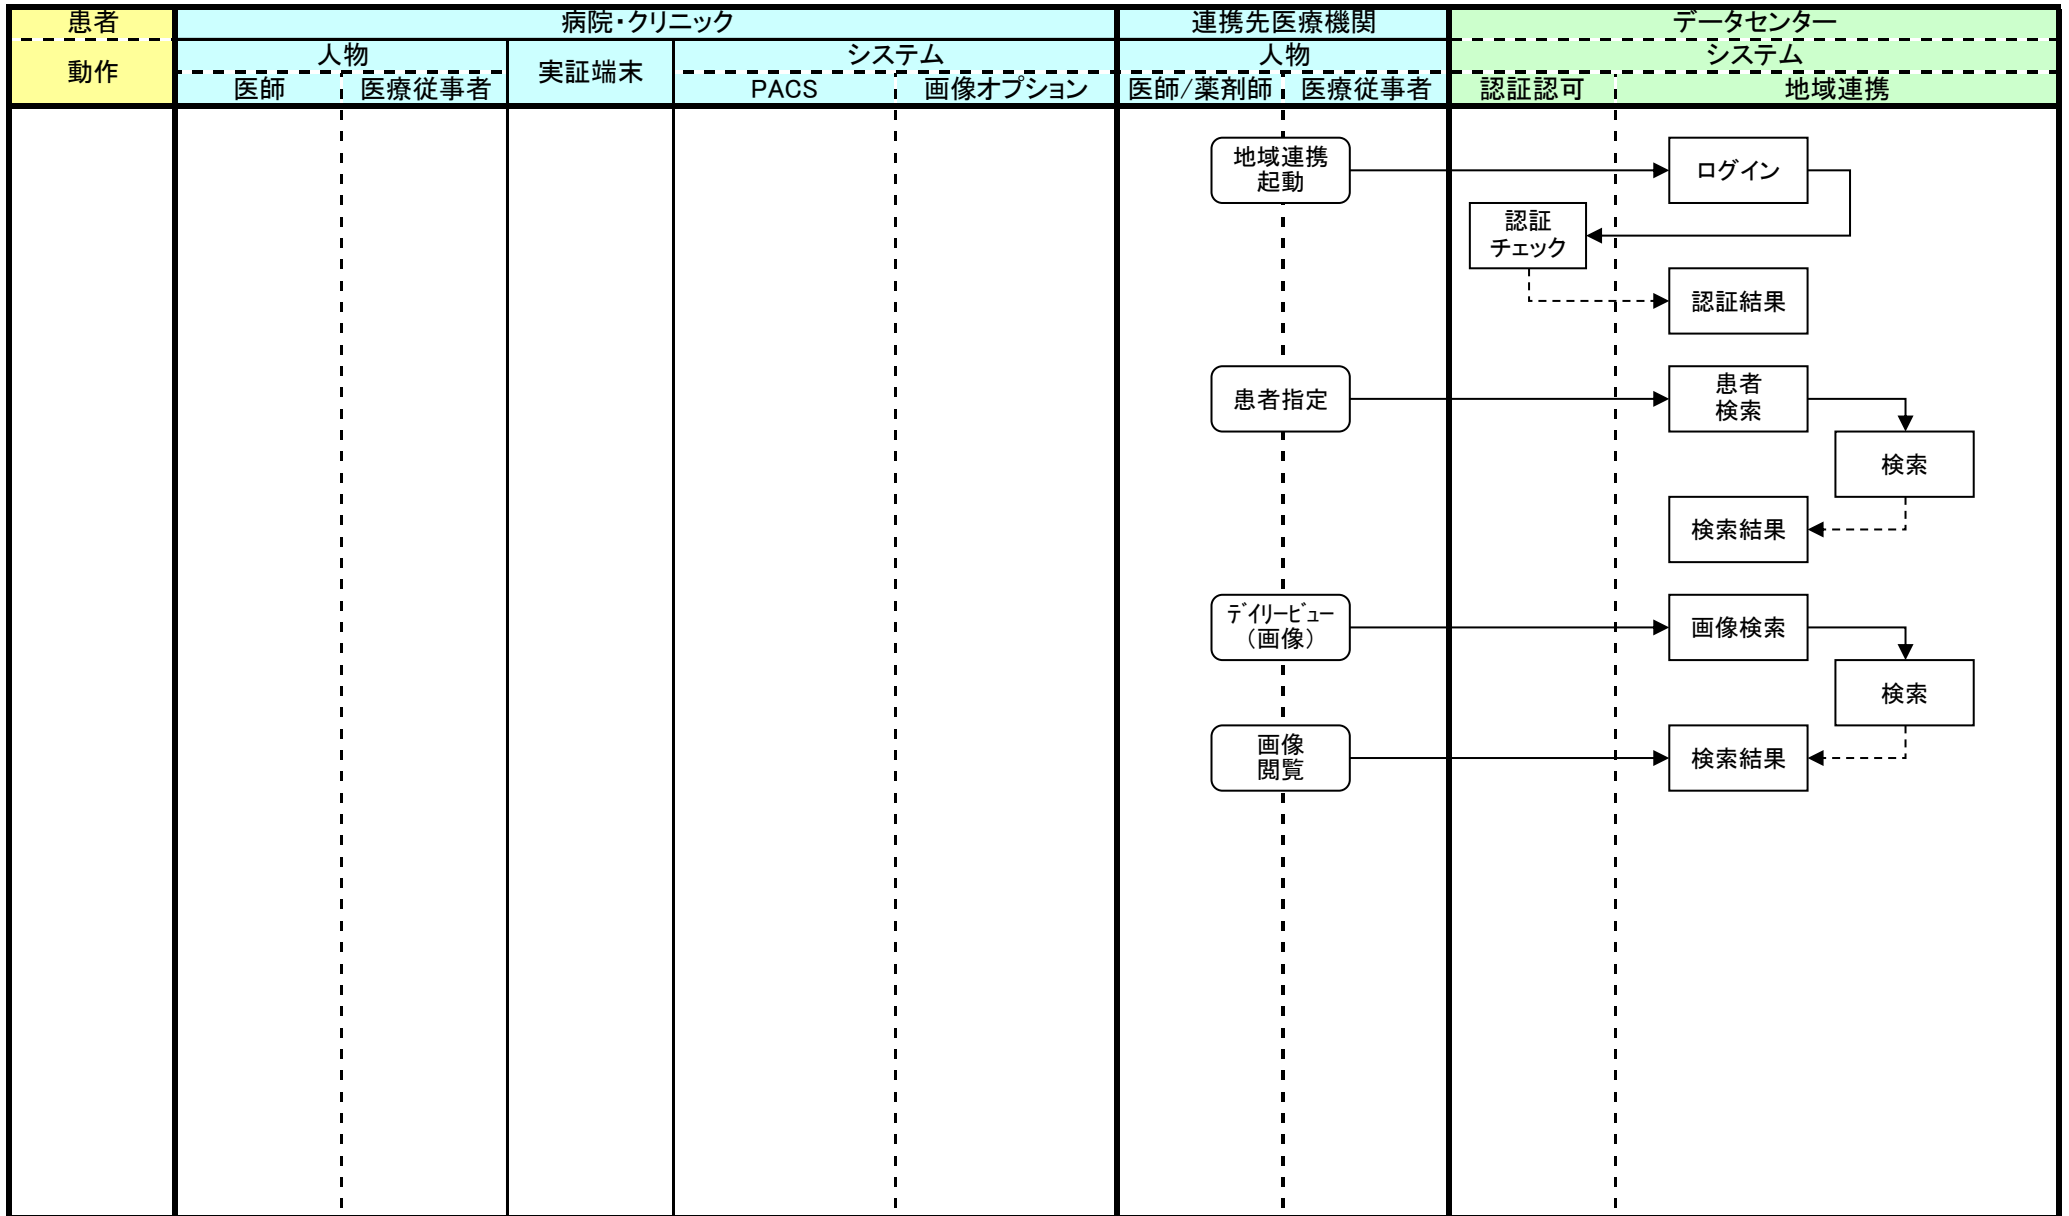 患者
病院・クリニック
連携先医療機関
データセンター
動作
人物
実証端末
システム
人物
システム
医師
医療従事者
PACS
画像オプション
医師/薬剤師
医療従事者
認証認可
地域連携
地域連携
起動
ログイン
認証
チェック
認証結果
患者指定
患者
検索
検索
検索結果
ﾃﾞｲﾘｰﾋﾞｭｰ
(画像)
画像検索
検索
画像
閲覧
検索結果